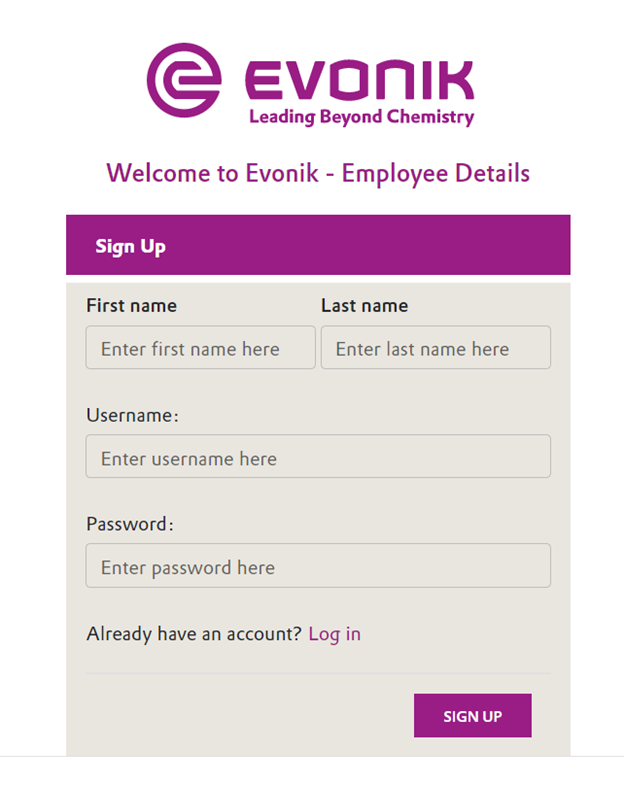 EVONIK
Leading Beyond Chemistry
Welcome to Evonik - Employee Details
Sign Up
First name Last name
Enter first name here Enter last name here
Username:
Enter username here
Password:
Enter password here
Already have an account? Log in
SIGN UP